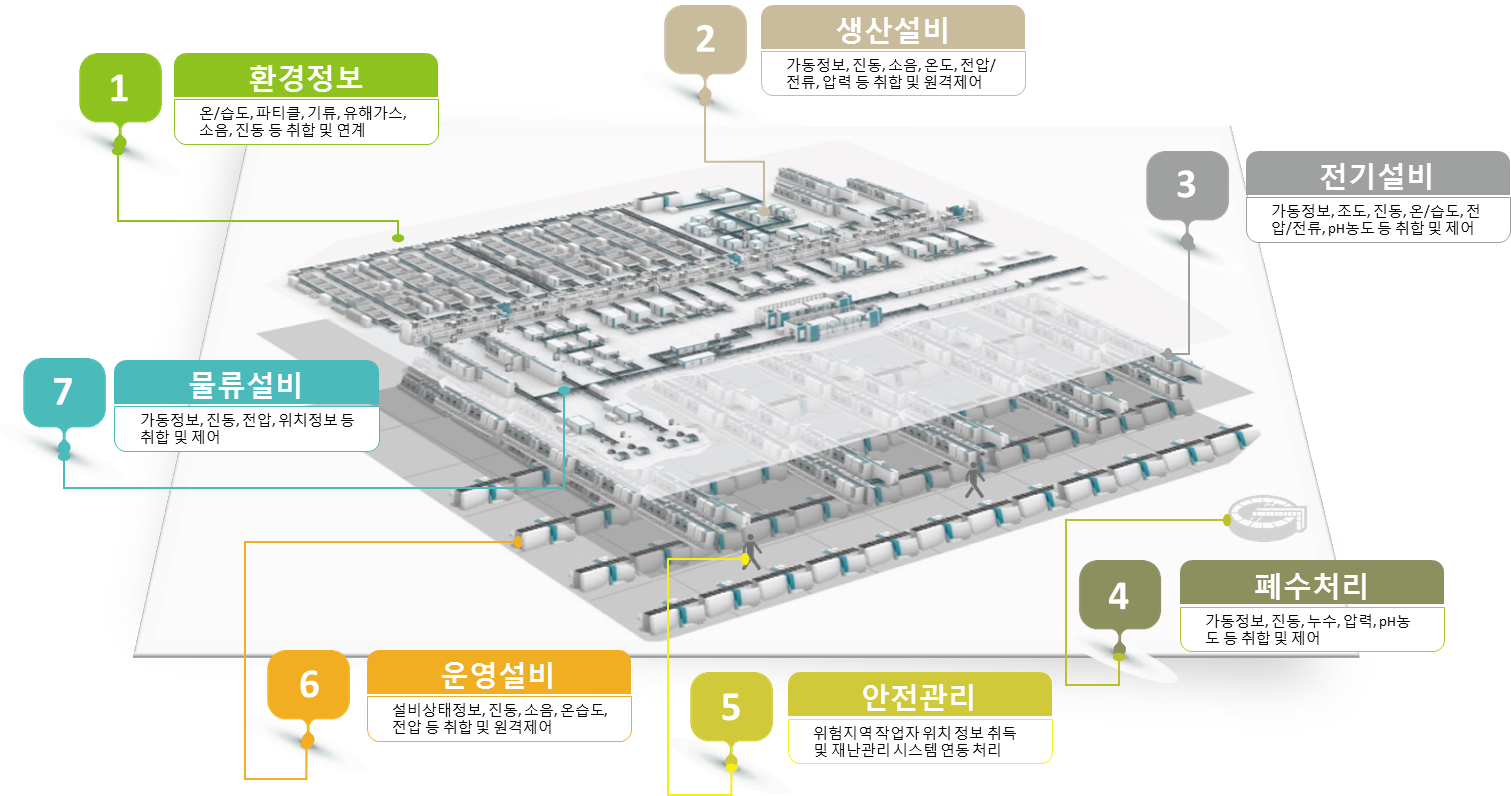 1
환경정보
온/습도, 파티클, 기류, 유해가스,
소음, 진동 등 취합 및 연계
2
생산설비
가동정보, 진동, 소음, 온도, 전압/
전류, 압력 등 취합 및 원격제어
3
전기설비
가동정보, 조도, 진동, 온/습도, 전
압/전류, pH농도 등 취합 및 제어
4
폐수처리
가동정보, 진동, 누수, 압력, pH농
도 등 취합 및 제어
5
안전관리
위험지역 작업자 위치 정보 취득
및 재난관리 시스템 연동 처리
6
운영설비
설비상태정보, 진동, 소음, 온습도,
전압 등 취합 및 원격제어
7
물류설비
가동정보, 진동, 전압, 위치정보 등
취합 및 제어